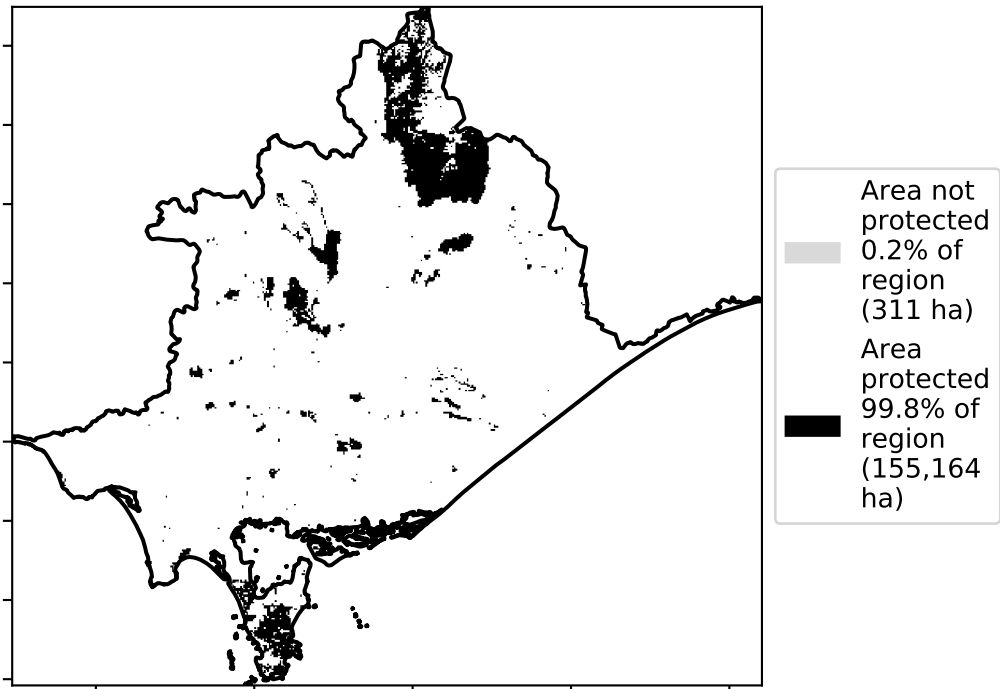 Area not
protected
0.2% of
region
(311 ha)
Area
protected
99.8% of
region
(155,164
ha)